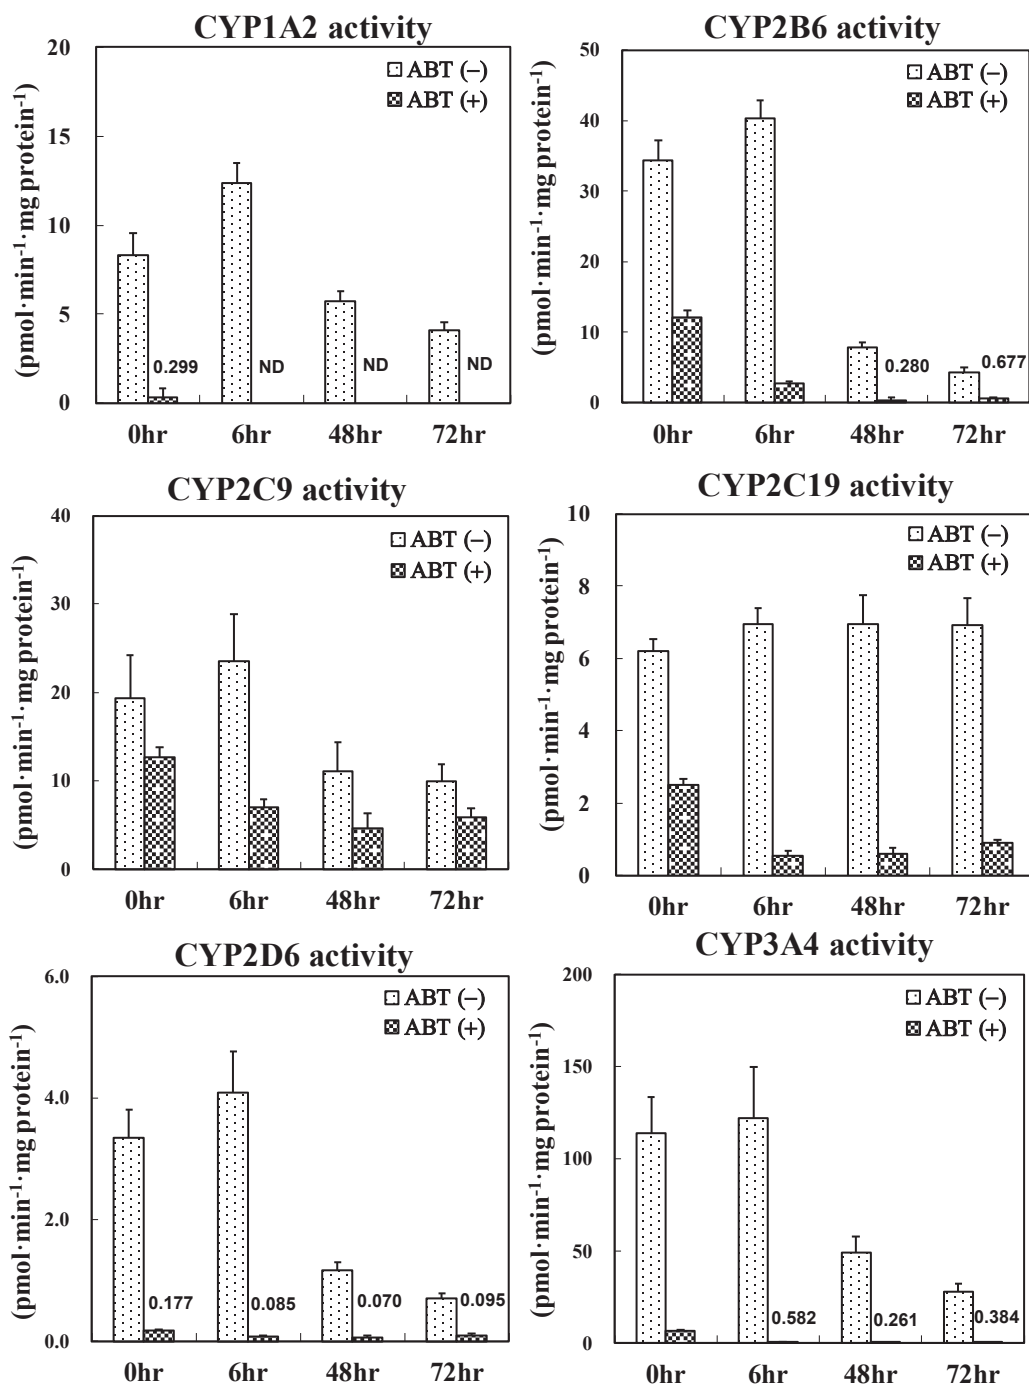 CYP1A2 activity
(pmol·min⁻¹·mg protein⁻¹)
20
15
10
5
0
ABT (−)
ABT (+)
0.299
ND
ND
ND
0hr 6hr 48hr 72hr
CYP2B6 activity
(pmol·min⁻¹·mg protein⁻¹)
50
40
30
20
10
0
ABT (−)
ABT (+)
0.280
0.677
0hr 6hr 48hr 72hr
CYP2C9 activity
(pmol·min⁻¹·mg protein⁻¹)
40
30
20
10
0
ABT (−)
ABT (+)
0hr 6hr 48hr 72hr
CYP2C19 activity
(pmol·min⁻¹·mg protein⁻¹)
10
8
6
4
2
0
ABT (−)
ABT (+)
0hr 6hr 48hr 72hr
CYP2D6 activity
(pmol·min⁻¹·mg protein⁻¹)
6.0
4.0
2.0
0.0
ABT (−)
ABT (+)
0.177
0.085
0.070
0.095
0hr 6hr 48hr 72hr
CYP3A4 activity
(pmol·min⁻¹·mg protein⁻¹)
200
150
100
50
0
ABT (−)
ABT (+)
0.582
0.261
0.384
0hr 6hr 48hr 72hr